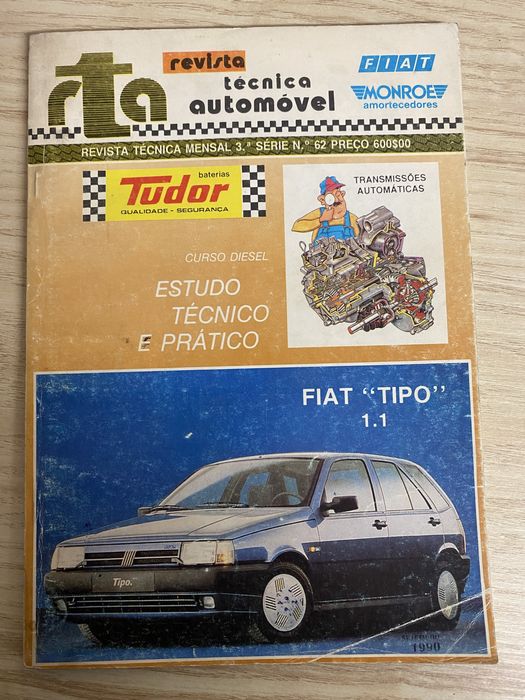 rta
revista
técnica
automóvel
FIAT
MONROE
amortecedores
REVISTA TÉCNICA MENSAL 3.ª SÉRIE N.º 62 PREÇO 600$00
baterias
Tudor
QUALIDADE - SEGURANÇA
TRANSMISSÕES
AUTOMÁTICAS
CURSO DIESEL
ESTUDO
TÉCNICO
E PRÁTICO
FIAT "TIPO"
1.1
Tipo.
1990